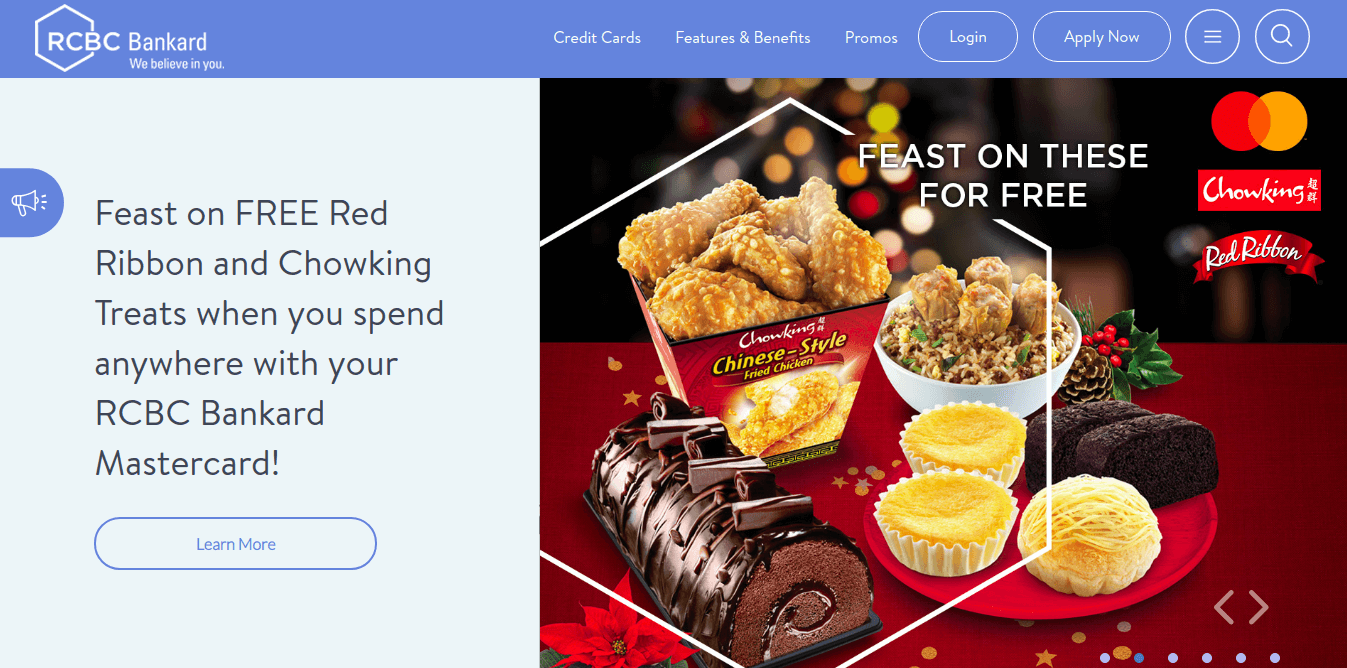 RCBC Bankard
We believe in you.
Credit Cards
Features & Benefits
Promos
Login
Apply Now
Feast on FREE Red
Ribbon and Chowking
Treats when you spend
anywhere with your
RCBC Bankard
Mastercard!
Learn More
FEAST ON THESE
FOR FREE
Chowking 超群
Red Ribbon
Chowking 超群
Chinese-Style
Fried Chicken